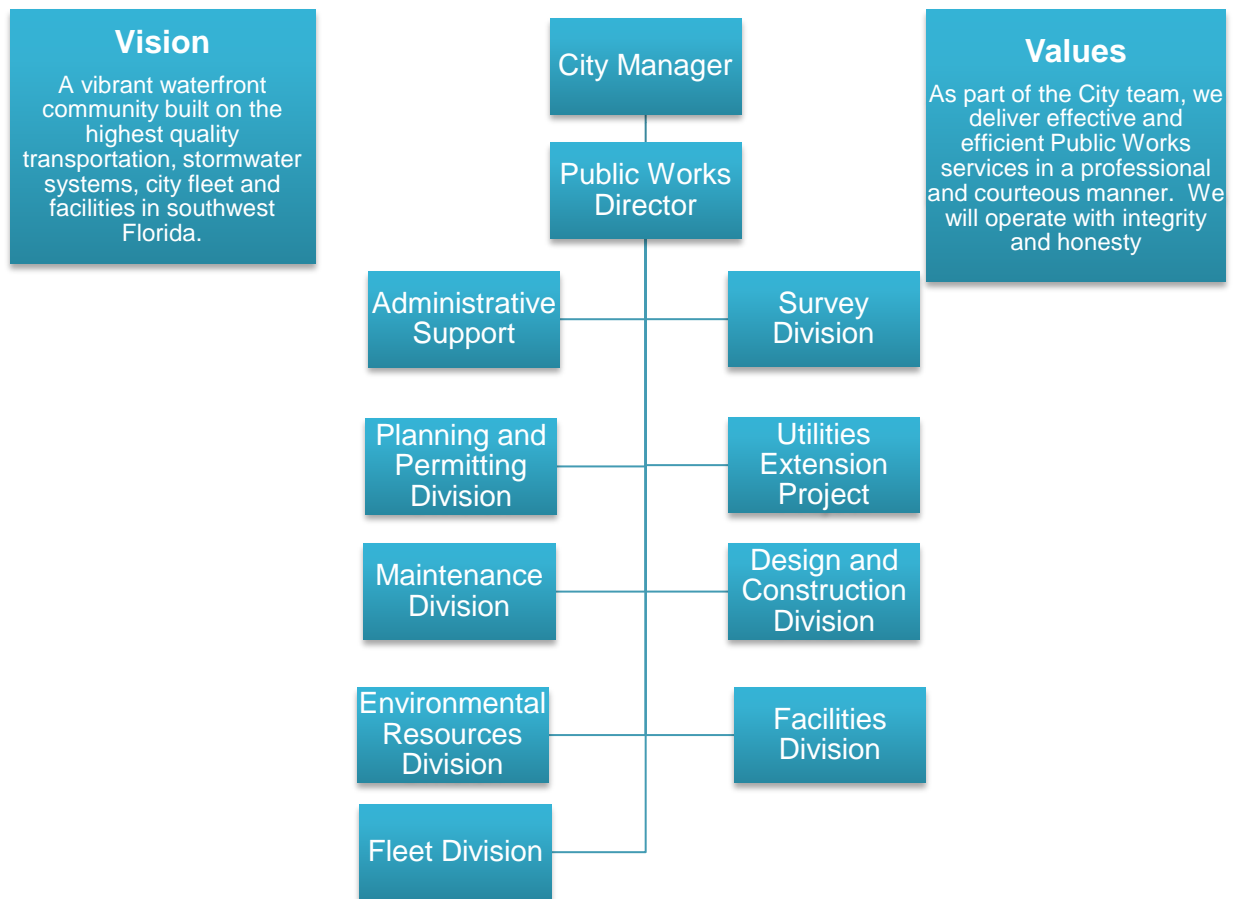 Vision
A vibrant waterfront
community built on the
highest quality
transportation, stormwater
systems, city fleet and
facilities in southwest
Florida.
City Manager
Values
As part of the City team, we
deliver effective and
efficient Public Works
services in a professional
and courteous manner.  We
will operate with integrity
and honesty
Public Works
Director
Administrative
Support
Survey
Division
Planning and
Permitting
Division
Utilities
Extension
Project
Maintenance
Division
Design and
Construction
Division
Environmental
Resources
Division
Facilities
Division
Fleet Division